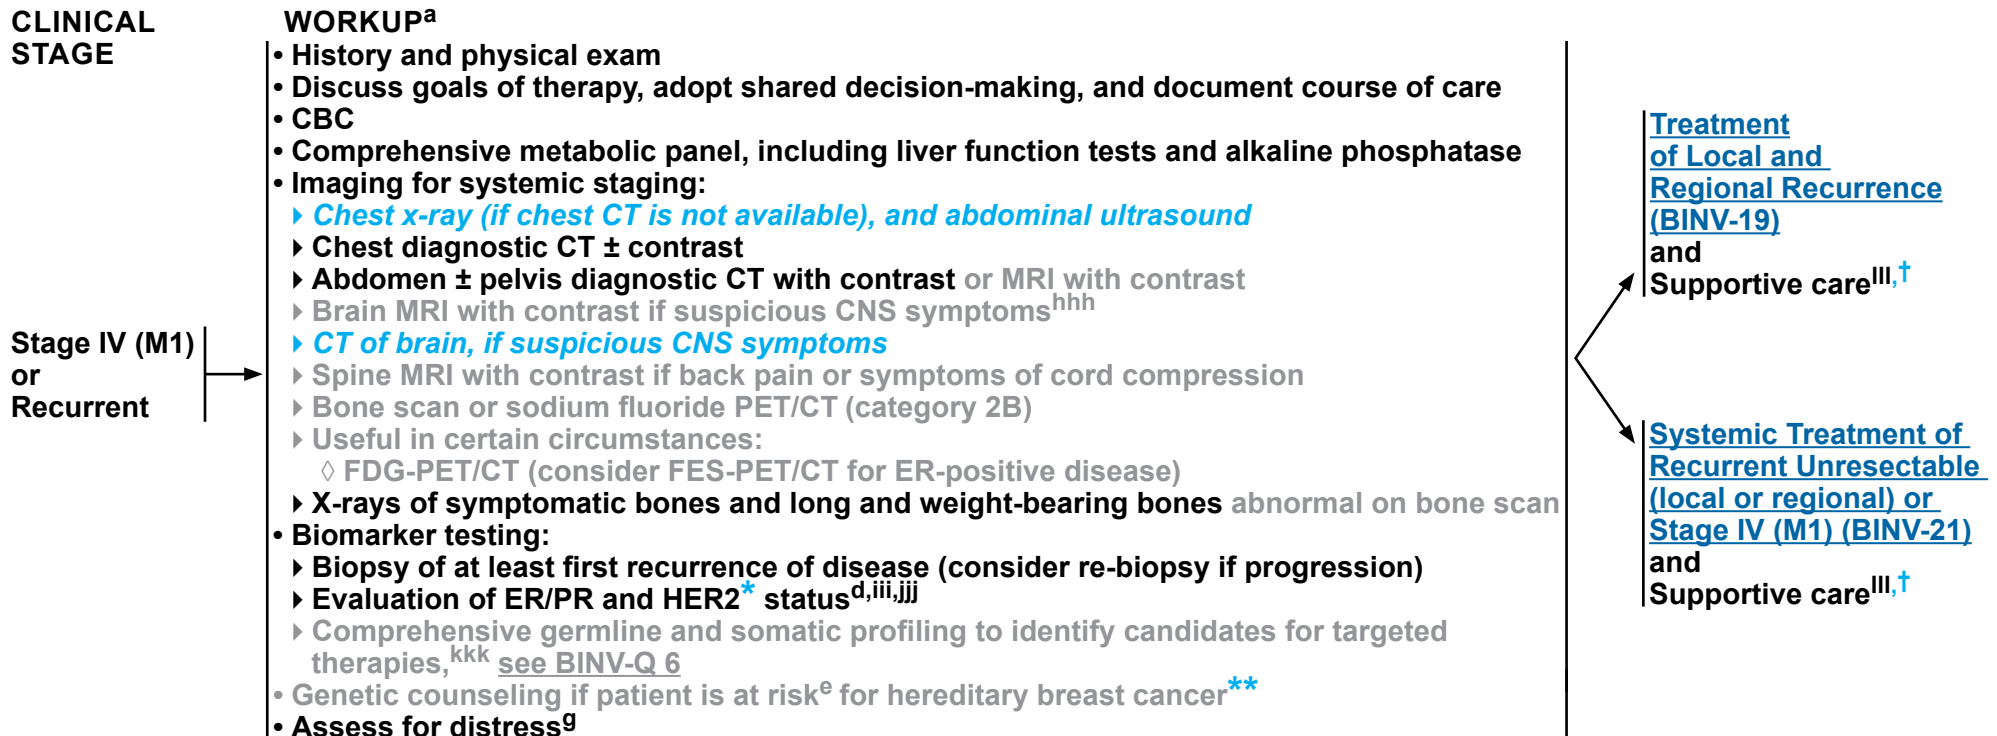 CLINICAL
STAGE
WORKUPa
• History and physical exam
• Discuss goals of therapy, adopt shared decision-making, and document course of care
• CBC
• Comprehensive metabolic panel, including liver function tests and alkaline phosphatase
• Imaging for systemic staging:
Chest x-ray (if chest CT is not available), and abdominal ultrasound
Chest diagnostic CT ± contrast
Abdomen ± pelvis diagnostic CT with contrast or MRI with contrast
Brain MRI with contrast if suspicious CNS symptomshhh
CT of brain, if suspicious CNS symptoms
Spine MRI with contrast if back pain or symptoms of cord compression
Bone scan or sodium fluoride PET/CT (category 2B)
Useful in certain circumstances:
◊ FDG-PET/CT (consider FES-PET/CT for ER-positive disease)
X-rays of symptomatic bones and long and weight-bearing bones abnormal on bone scan
• Biomarker testing:
Biopsy of at least first recurrence of disease (consider re-biopsy if progression)
Evaluation of ER/PR and HER2* statusd,iii,jjj
Comprehensive germline and somatic profiling to identify candidates for targeted
therapies,kkk see BINV-Q 6
• Genetic counseling if patient is at riske for hereditary breast cancer**
• Assess for distressg
Stage IV (M1)
or
Recurrent
Treatment
of Local and
Regional Recurrence
(BINV-19)
and
Supportive carelll,†
Systemic Treatment of
Recurrent Unresectable
(local or regional) or
Stage IV (M1) (BINV-21)
and
Supportive carelll,†